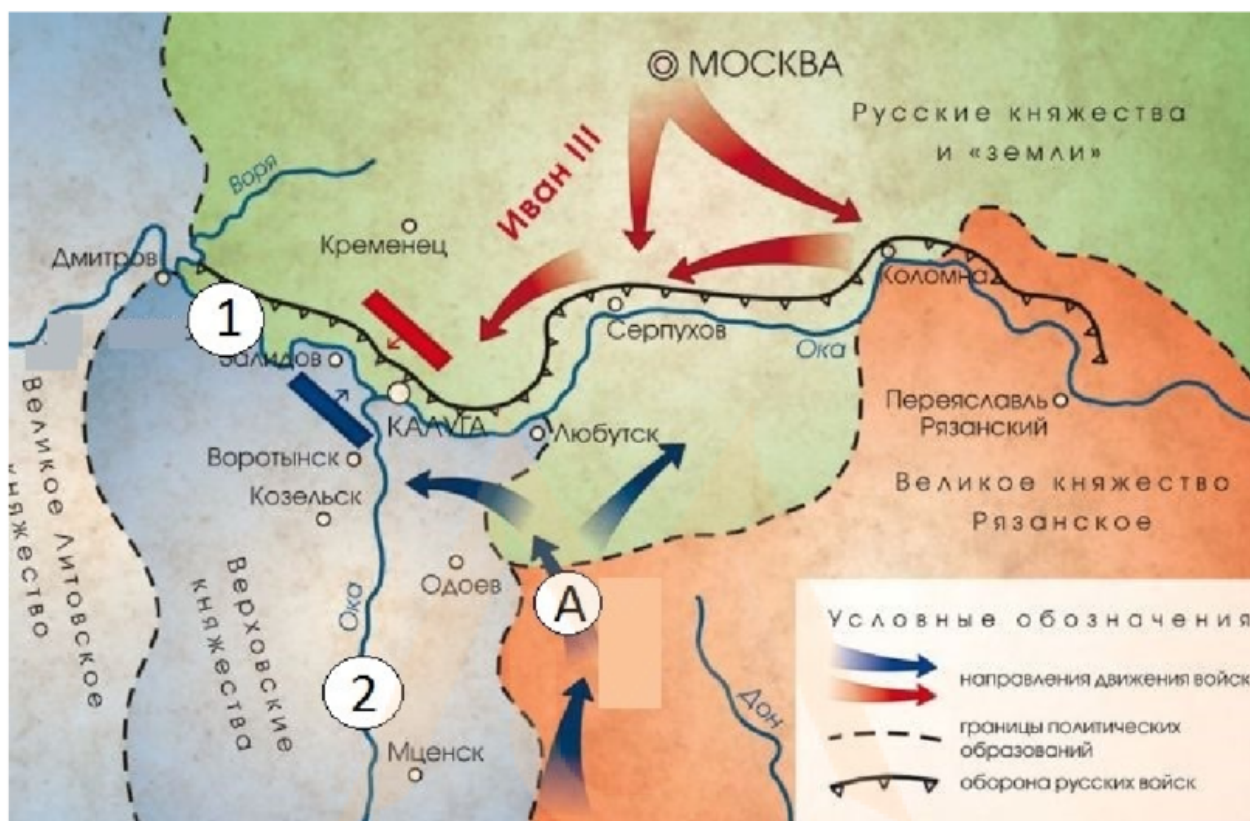 МОСКВА
Русские княжества
и «земли»
Воря
Иван III
Кременец
Дмитров
Коломна
1
Серпухов
Ока
Залидов
КАЛУГА
Любутск
Переяславль
Рязанский
Воротынск
Козельск
Великое княжество
Рязанское
Великое Литовское
княжество
Верховские
княжества
Ока
Одоев
А
2
Мценск
Дон
Условные обозначения
направления движения войск
границы политических
образований
оборона русских войск